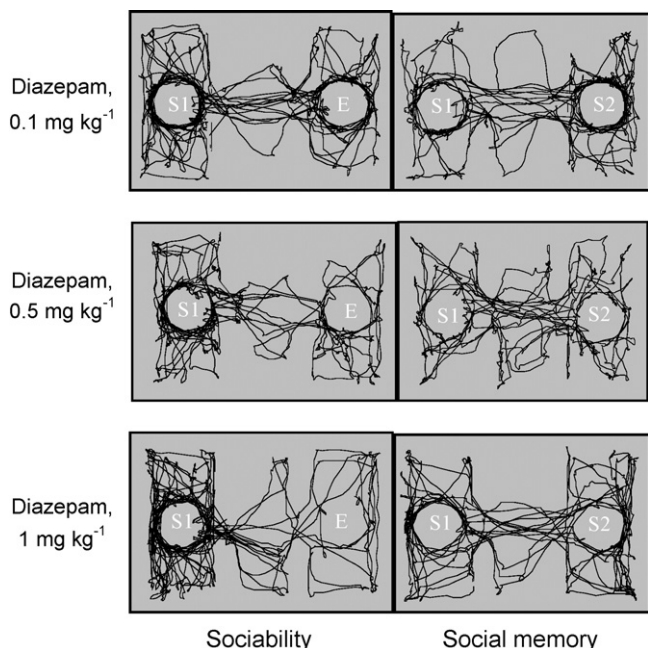 Diazepam,
0.1 mg kg⁻¹
S1
E
S1
S2
Diazepam,
0.5 mg kg⁻¹
S1
E
S1
S2
Diazepam,
1 mg kg⁻¹
S1
E
S1
S2
Sociability
Social memory